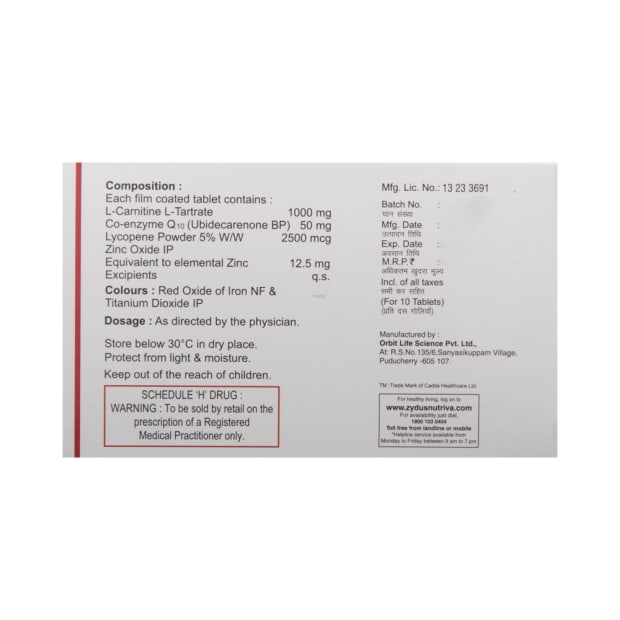 Composition :
Each film coated tablet contains :
L-Carnitine L-Tartrate 1000 mg
Co-enzyme Q10 (Ubidecarenone BP) 50 mg
Lycopene Powder 5% W/W 2500 mcg
Zinc Oxide IP
Equivalent to elemental Zinc 12.5 mg
Excipients q.s.
Colours : Red Oxide of Iron NF &
Titanium Dioxide IP
Dosage : As directed by the physician.
Store below 30°C in dry place.
Protect from light & moisture.
Keep out of the reach of children.
SCHEDULE 'H' DRUG :
WARNING : To be sold by retail on the
prescription of a Registered
Medical Practitioner only.
Mfg. Lic. No.: 13 23 3691
Batch No. :
घान संख्या
Mfg. Date :
उत्पादन तिथि
Exp. Date :
अवसान तिथि
M.R.P.₹ :
अधिकतम खुदरा मूल्य
Incl. of all taxes
सभी कर सहित
(For 10 Tablets)
(प्रति दस गोलियाँ)
Manufactured by :
Orbit Life Science Pvt. Ltd.,
At: R.S.No.135/6,Sanyasikuppam Village,
Puducherry -605 107.
TM :Trade Mark of Cadila Healthcare Ltd.
For healthy living, log on to
www.zydusnutriva.com
For availability just dial.
1800 103 0404
Toll free from landline or mobile
*Helpline service available from
Monday to Friday between 9 am to 7 pm